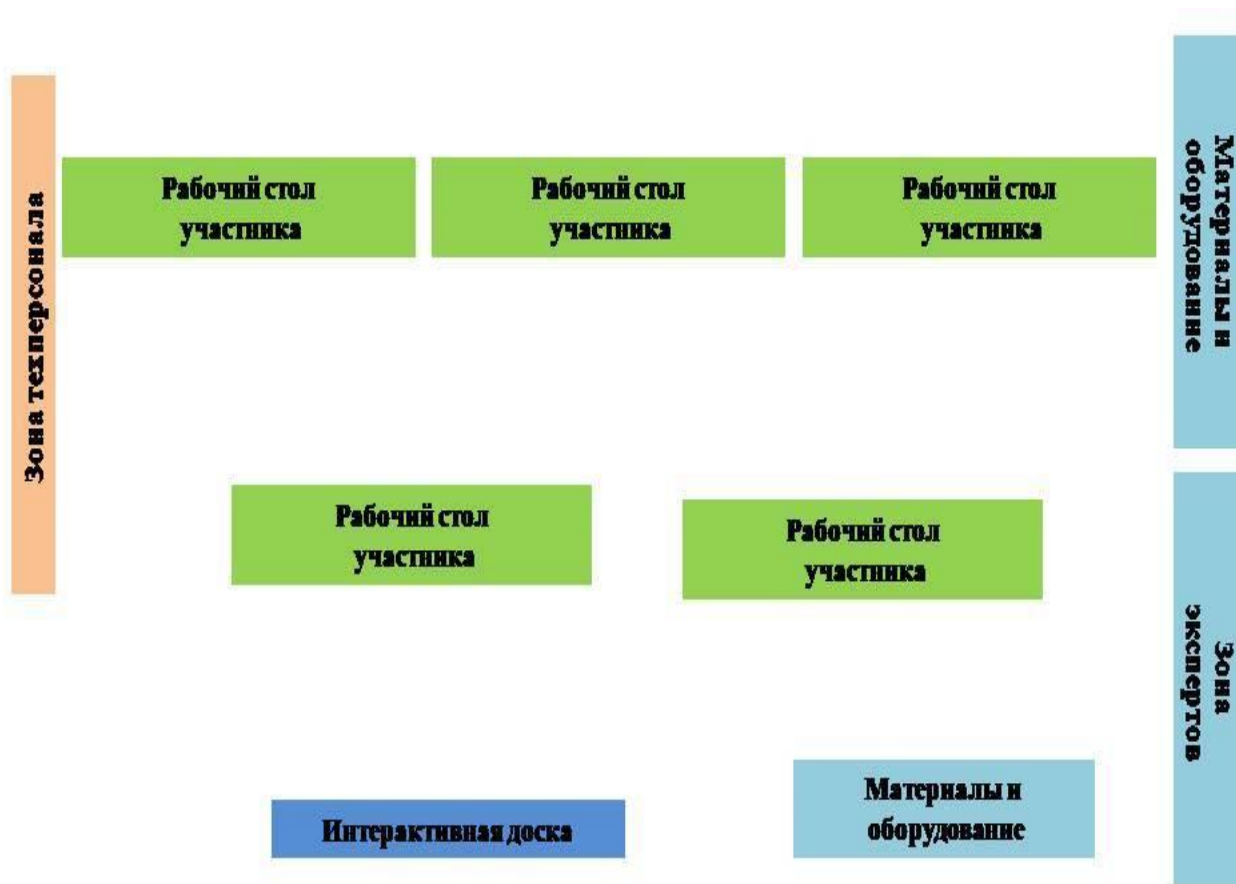 Зона техперсонала
Рабочий стол
участника
Рабочий стол
участника
Рабочий стол
участника
Материалы и
оборудование
Рабочий стол
участника
Рабочий стол
участника
Зона
экспертов
Интерактивная доска
Материалы и
оборудование